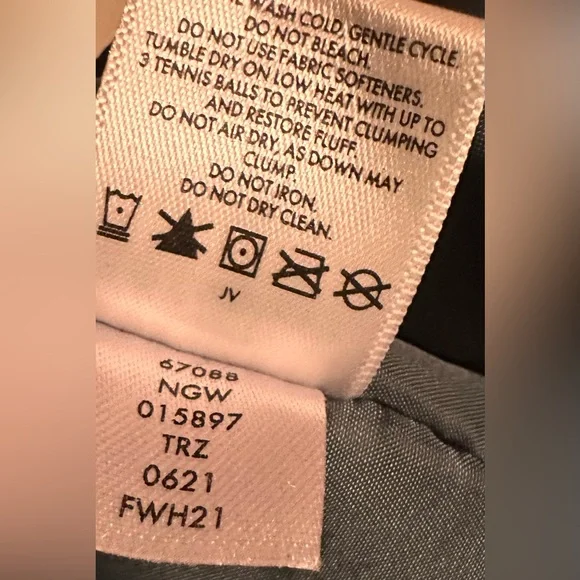 WASH COLD, GENTLE CYCLE.
DO NOT BLEACH.
DO NOT USE FABRIC SOFTENERS.
TUMBLE DRY ON LOW HEAT WITH UP TO
3 TENNIS BALLS TO PREVENT CLUMPING
AND RESTORE FLUFF.
DO NOT AIR DRY, AS DOWN MAY
CLUMP.
DO NOT IRON.
DO NOT DRY CLEAN.
JV
67088
NGW
015897
TRZ
0621
FWH21